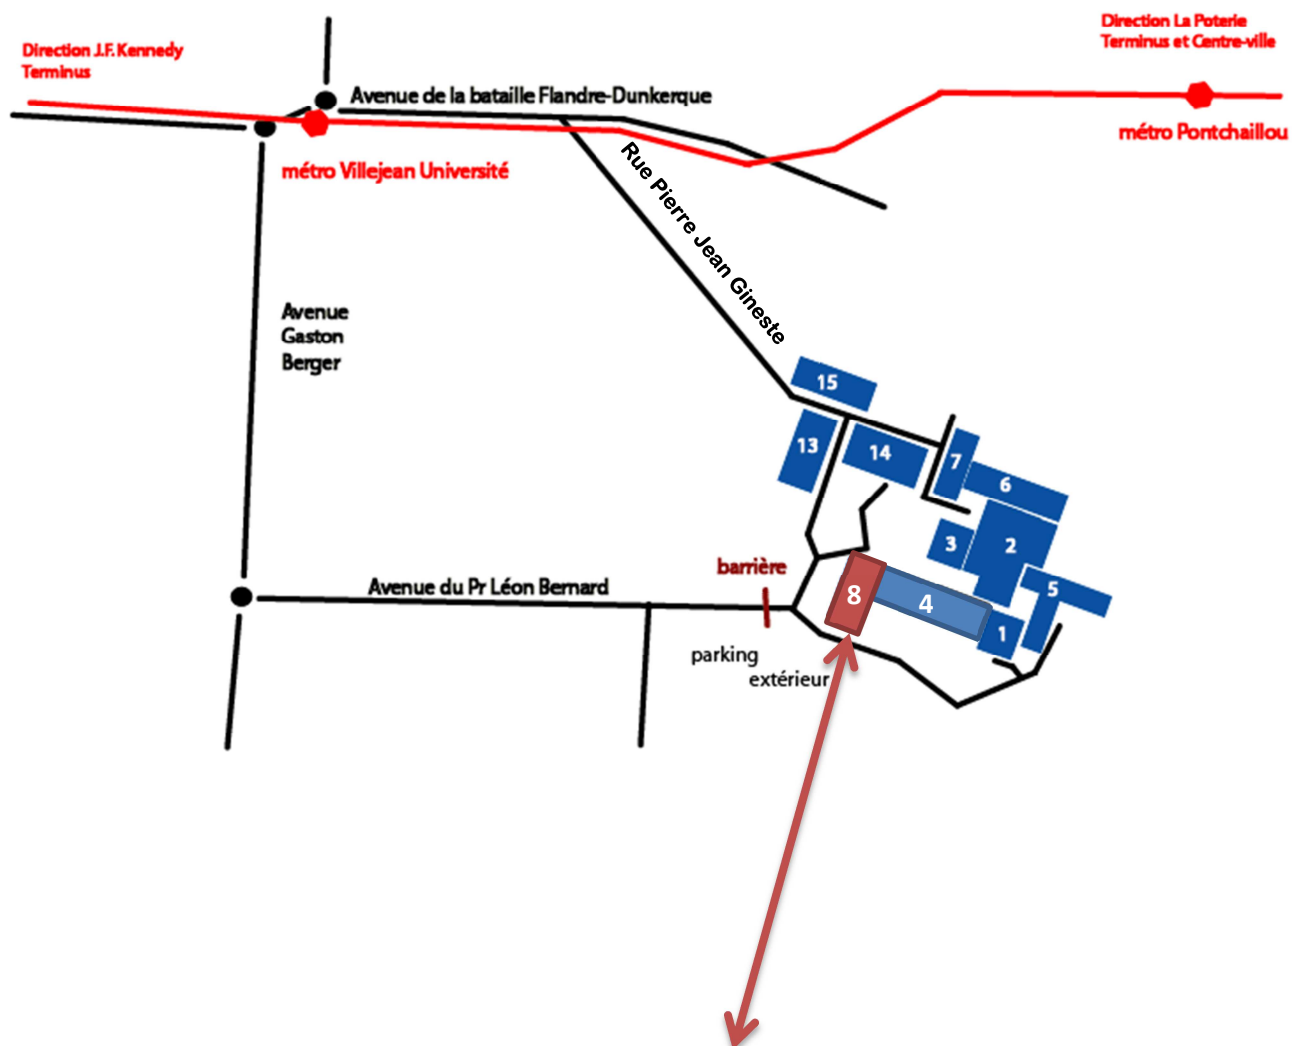 Direction La Poterie
Terminus et Centre-ville
Direction J.F. Kennedy
Terminus
Avenue de la bataille Flandre-Dunkerque
métro Pontchaillou
métro Villejean Université
Rue Pierre Jean Gineste
Avenue
Gaston
Berger
15
13
14
7
6
3
2
barrière
Avenue du Pr Léon Bernard
5
8
4
1
parking
extérieur